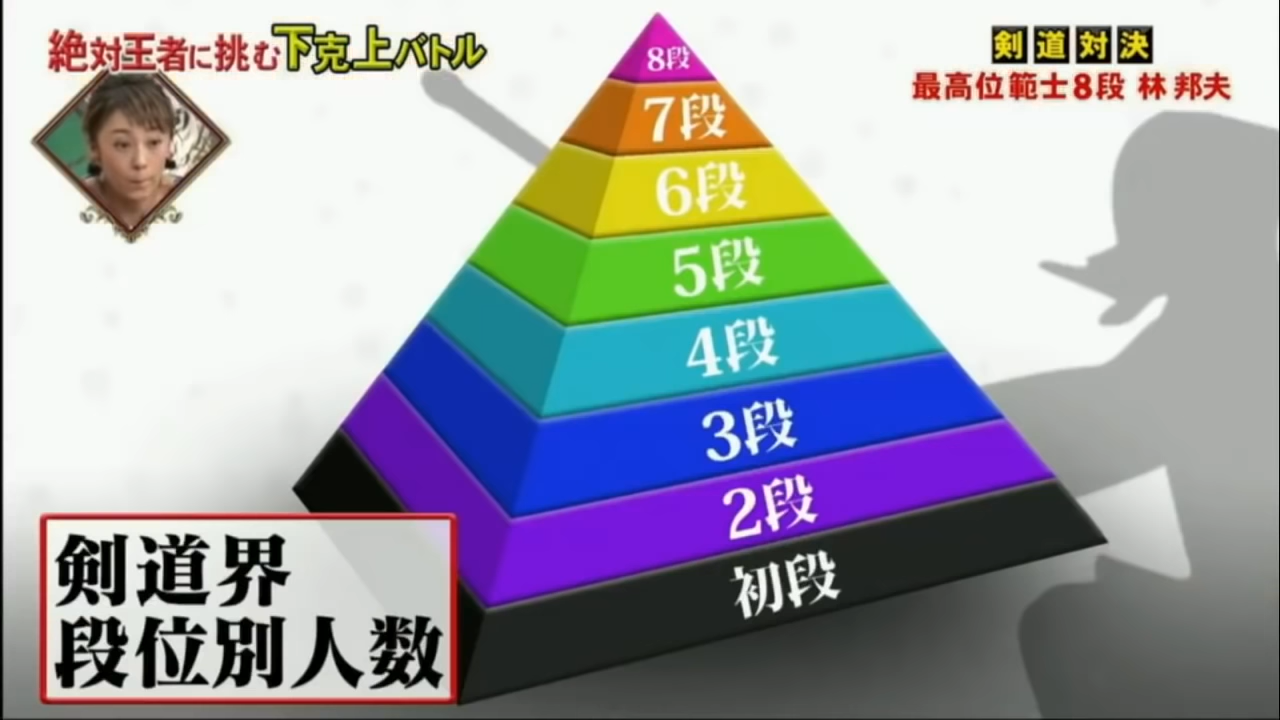 絶対王者に挑む下克上バトル
剣道対決
最高位範士8段 林邦夫
8段
7段
6段
5段
4段
3段
2段
初段
剣道界
段位別人数